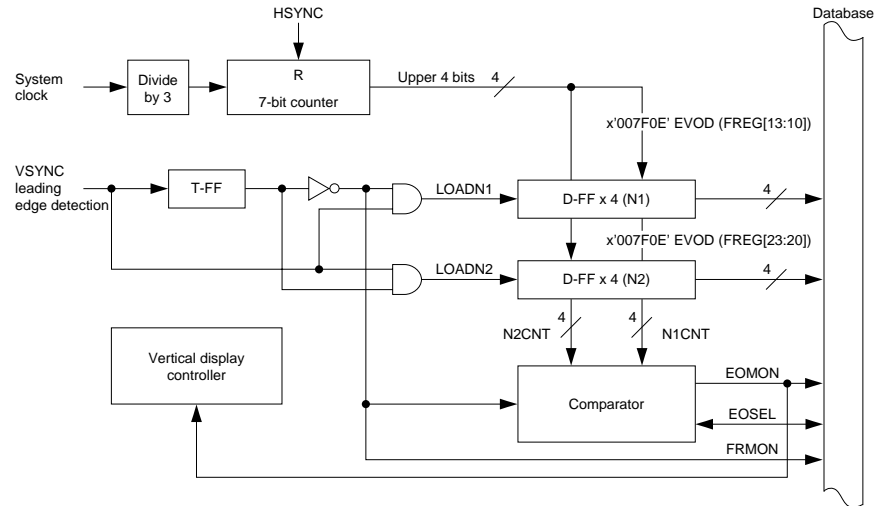 HSYNC
Database
System
clock
Divide
by 3
R
7-bit counter
Upper 4 bits
4
x'007F0E' EVOD (FREG[13:10])
VSYNC
leading
edge detection
T-FF
LOADN1
D-FF x 4 (N1)
4
x'007F0E' EVOD (FREG[23:20])
LOADN2
D-FF x 4 (N2)
4
4
4
N2CNT
N1CNT
Vertical display
controller
Comparator
EOMON
EOSEL
FRMON